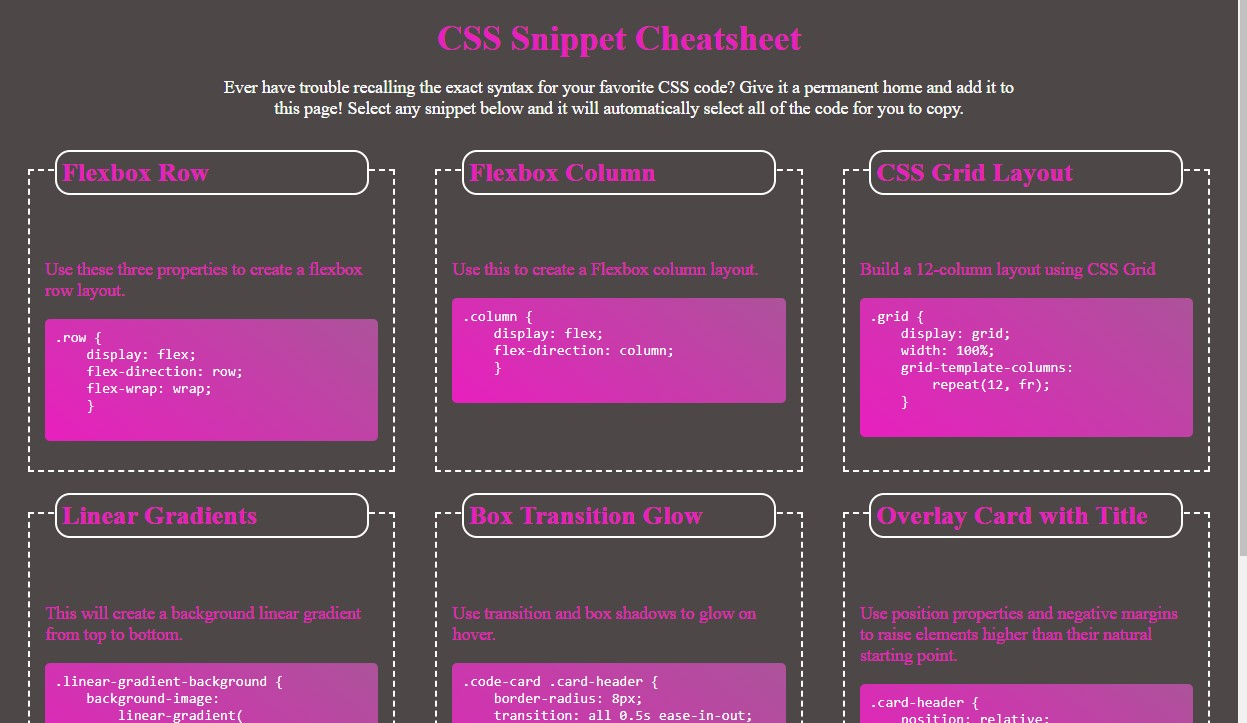 CSS Snippet Cheatsheet
Ever have trouble recalling the exact syntax for your favorite CSS code? Give it a permanent home and add it to
this page! Select any snippet below and it will automatically select all of the code for you to copy.
Flexbox Row
Use these three properties to create a flexbox
row layout.
.row {
    display: flex;
    flex-direction: row;
    flex-wrap: wrap;
    }
Flexbox Column
Use this to create a Flexbox column layout.
.column {
    display: flex;
    flex-direction: column;
    }
CSS Grid Layout
Build a 12-column layout using CSS Grid
.grid {
    display: grid;
    width: 100%;
    grid-template-columns:
        repeat(12, fr);
    }
Linear Gradients
This will create a background linear gradient
from top to bottom.
.linear-gradient-background {
    background-image:
        linear-gradient(
Box Transition Glow
Use transition and box shadows to glow on
hover.
.code-card .card-header {
    border-radius: 8px;
    transition: all 0.5s ease-in-out;
Overlay Card with Title
Use position properties and negative margins
to raise elements higher than their natural
starting point.
.card-header {
    position: relative;